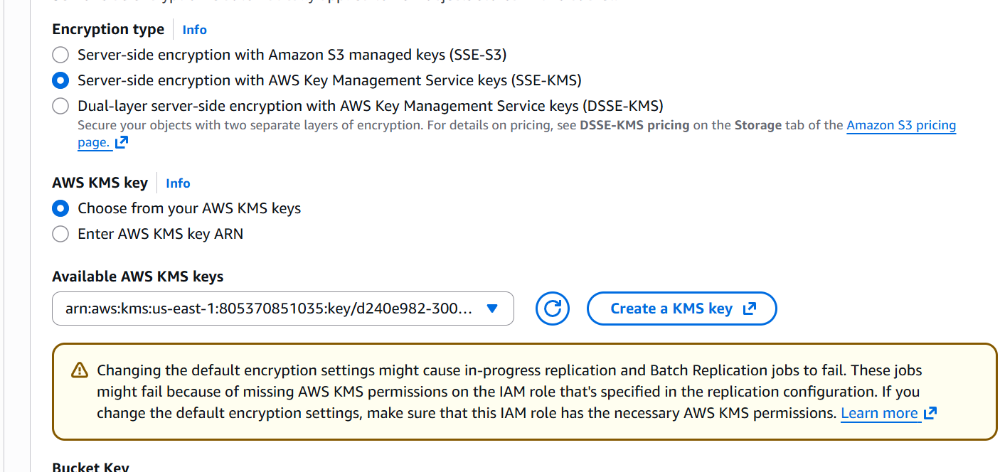 Encryption type Info
Server-side encryption with Amazon S3 managed keys (SSE-S3)
Server-side encryption with AWS Key Management Service keys (SSE-KMS)
Dual-layer server-side encryption with AWS Key Management Service keys (DSSE-KMS)
Secure your objects with two separate layers of encryption. For details on pricing, see DSSE-KMS pricing on the Storage tab of the Amazon S3 pricing
page.
AWS KMS key Info
Choose from your AWS KMS keys
Enter AWS KMS key ARN
Available AWS KMS keys
arn:aws:kms:us-east-1:805370851035:key/d240e982-300... Create a KMS key
Changing the default encryption settings might cause in-progress replication and Batch Replication jobs to fail. These jobs
might fail because of missing AWS KMS permissions on the IAM role that's specified in the replication configuration. If you
change the default encryption settings, make sure that this IAM role has the necessary AWS KMS permissions. Learn more
Bucket Key